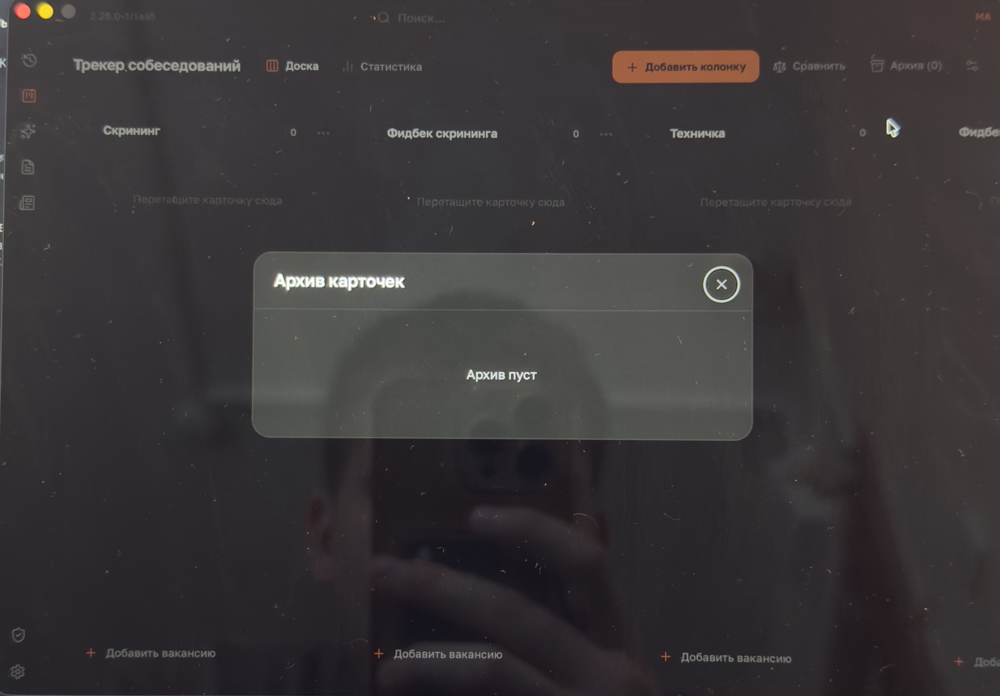 Поиск...
МА
Трекер собеседований
Доска
Статистика
+ Добавить колонку
Сравнить
Архив (0)
Скрининг 0 ...
Фидбек скрининга 0 ...
Техничка 0
Фидбе
Перетащите карточку сюда
Перетащите карточку сюда
Перетащите карточку сюда
Архив карточек
Архив пуст
+ Добавить вакансию
+ Добавить вакансию
+ Добавить вакансию
+ Доба